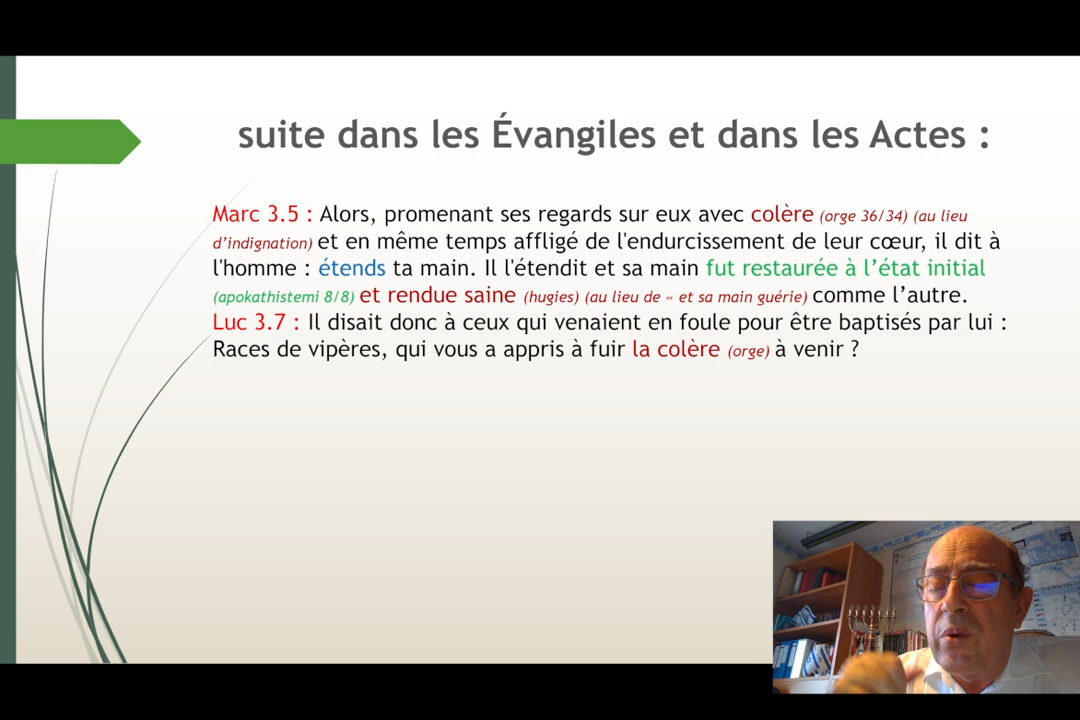 suite dans les Évangiles et dans les Actes :
Marc 3.5 : Alors, promenant ses regards sur eux avec colère (orge 36/34) (au lieu
d’indignation) et en même temps affligé de l'endurcissement de leur cœur, il dit à
l'homme : étends ta main. Il l'étendit et sa main fut restaurée à l’état initial
(apokathistemi 8/8) et rendue saine (hugies) (au lieu de « et sa main guérie) comme l’autre.
Luc 3.7 : Il disait donc à ceux qui venaient en foule pour être baptisés par lui :
Races de vipères, qui vous a appris à fuir la colère (orge) à venir ?